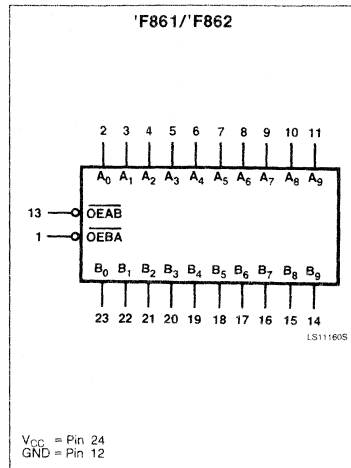 'F861/'F862
2 3 4 5 6 7 8 9 10 11
A0 A1 A2 A3 A4 A5 A6 A7 A8 A9
13 OEAB
1 OEBA
B0 B1 B2 B3 B4 B5 B6 B7 B8 B9
23 22 21 20 19 18 17 16 15 14
LS11160S
VCC = Pin 24
GND = Pin 12